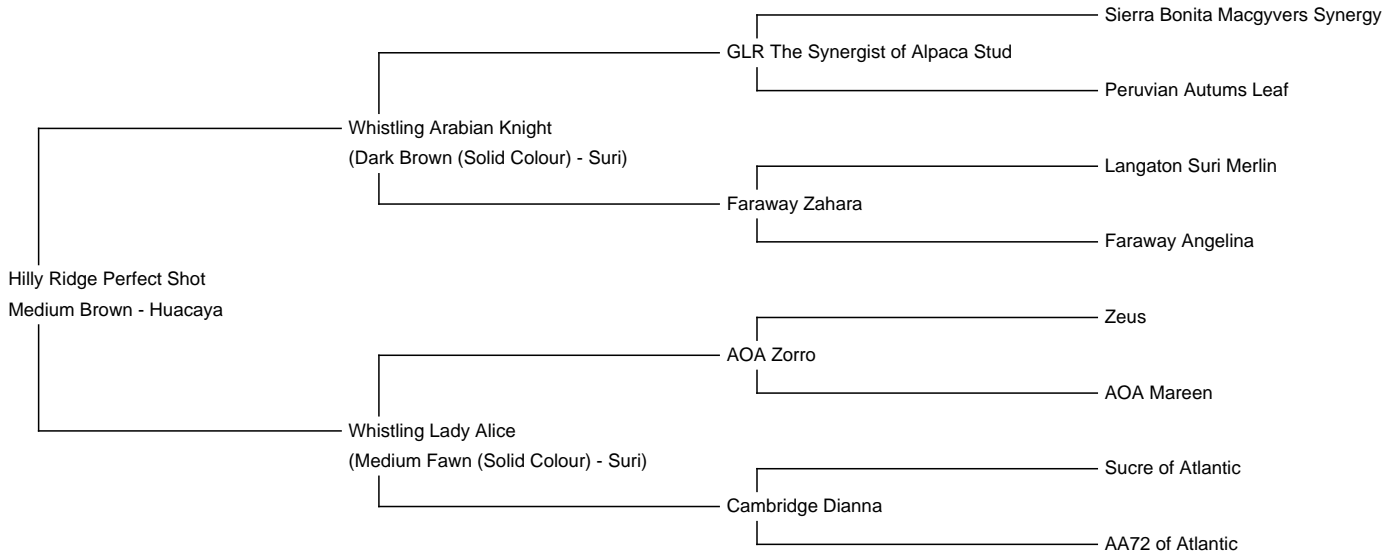 Sierra Bonita Macgyvers Synergy
GLR The Synergist of Alpaca Stud
Peruvian Autums Leaf
Whistling Arabian Knight
(Dark Brown (Solid Colour) - Suri)
Langaton Suri Merlin
Faraway Zahara
Faraway Angelina
Hilly Ridge Perfect Shot
Medium Brown - Huacaya
Zeus
AOA Zorro
AOA Mareen
Whistling Lady Alice
(Medium Fawn (Solid Colour) - Suri)
Sucre of Atlantic
Cambridge Dianna
AA72 of Atlantic